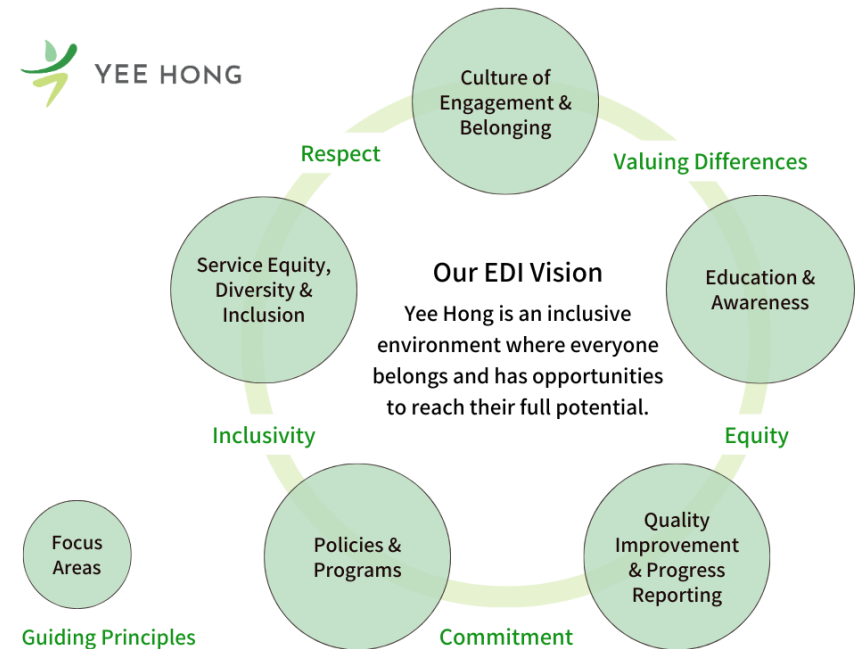 YEE HONG
Culture of
Engagement &
Belonging
Respect
Valuing Differences
Service Equity,
Diversity &
Inclusion
Our EDI Vision
Yee Hong is an inclusive
environment where everyone
belongs and has opportunities
to reach their full potential.
Education &
Awareness
Inclusivity
Equity
Policies &
Programs
Quality
Improvement
& Progress
Reporting
Commitment
Focus
Areas
Guiding Principles